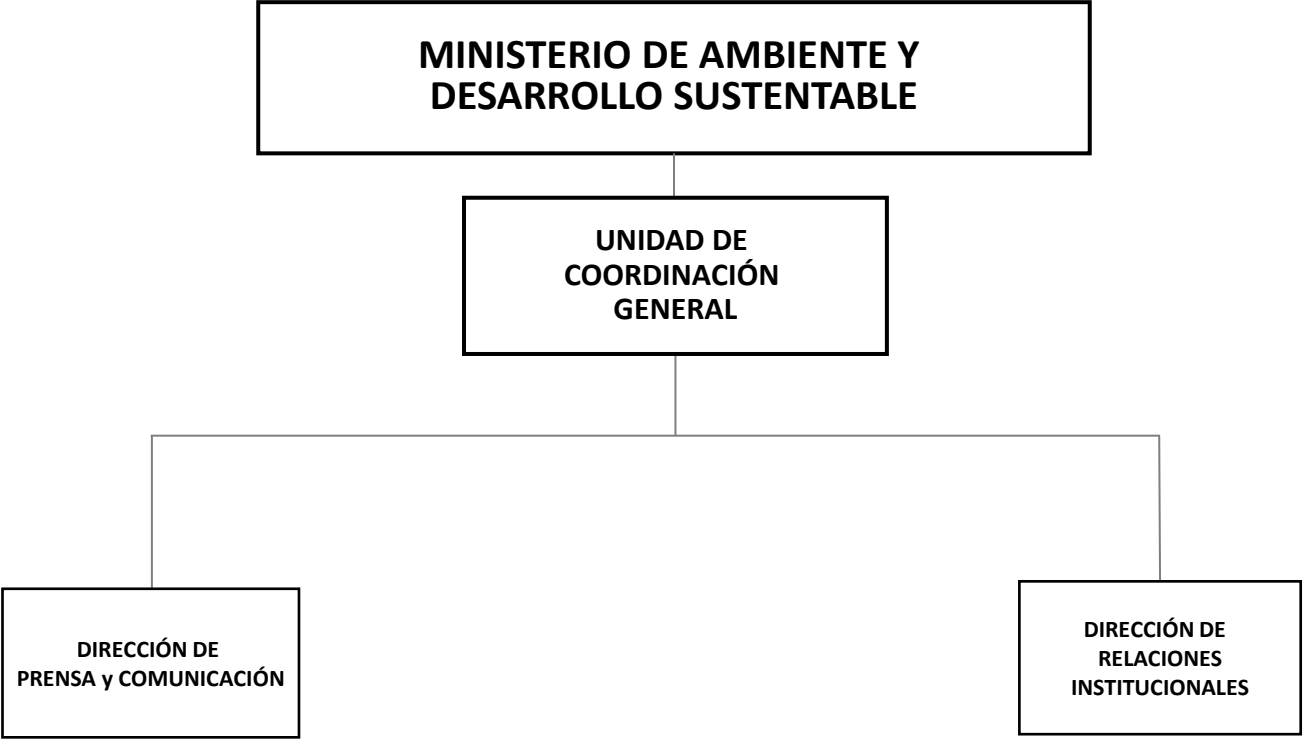 MINISTERIO DE AMBIENTE Y
DESARROLLO SUSTENTABLE
UNIDAD DE
COORDINACIÓN
GENERAL
DIRECCIÓN DE
PRENSA y COMUNICACIÓN
DIRECCIÓN DE
RELACIONES
INSTITUCIONALES